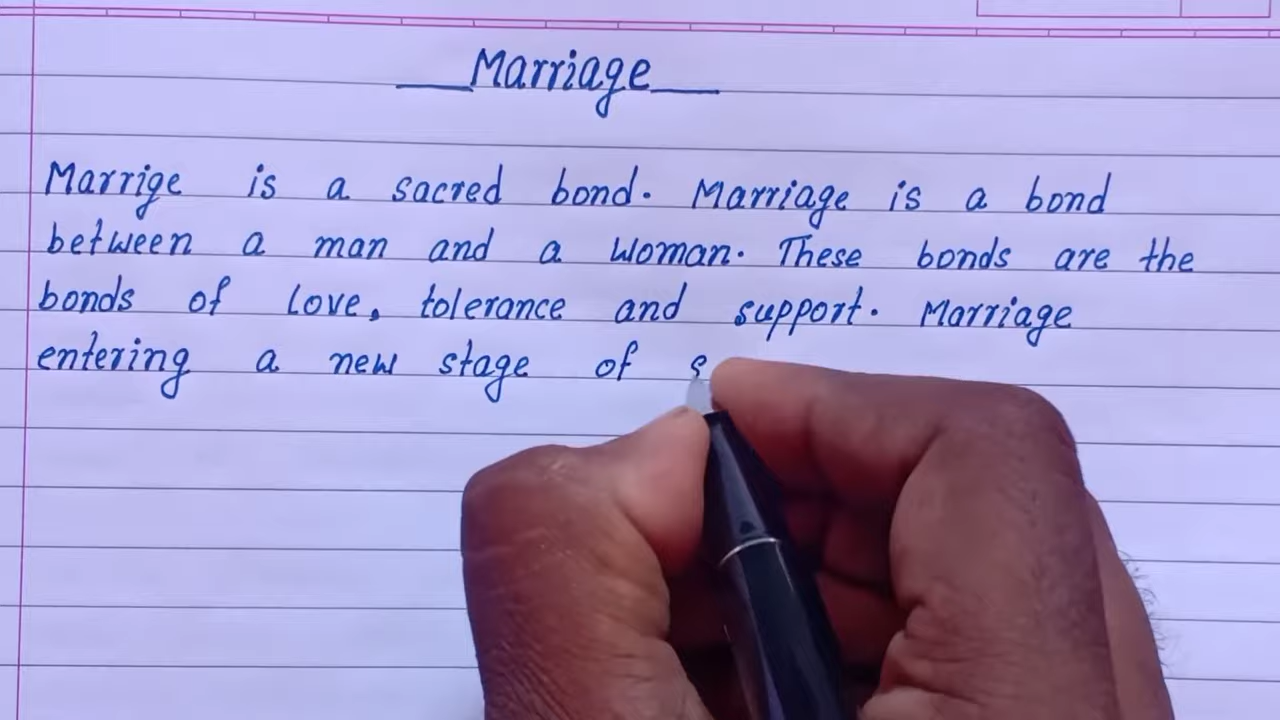 Marriage
Marrige is a sacred bond. Marriage is a bond
between a man and a woman. These bonds are the
bonds of love, tolerance and support. Marriage
entering a new stage of s